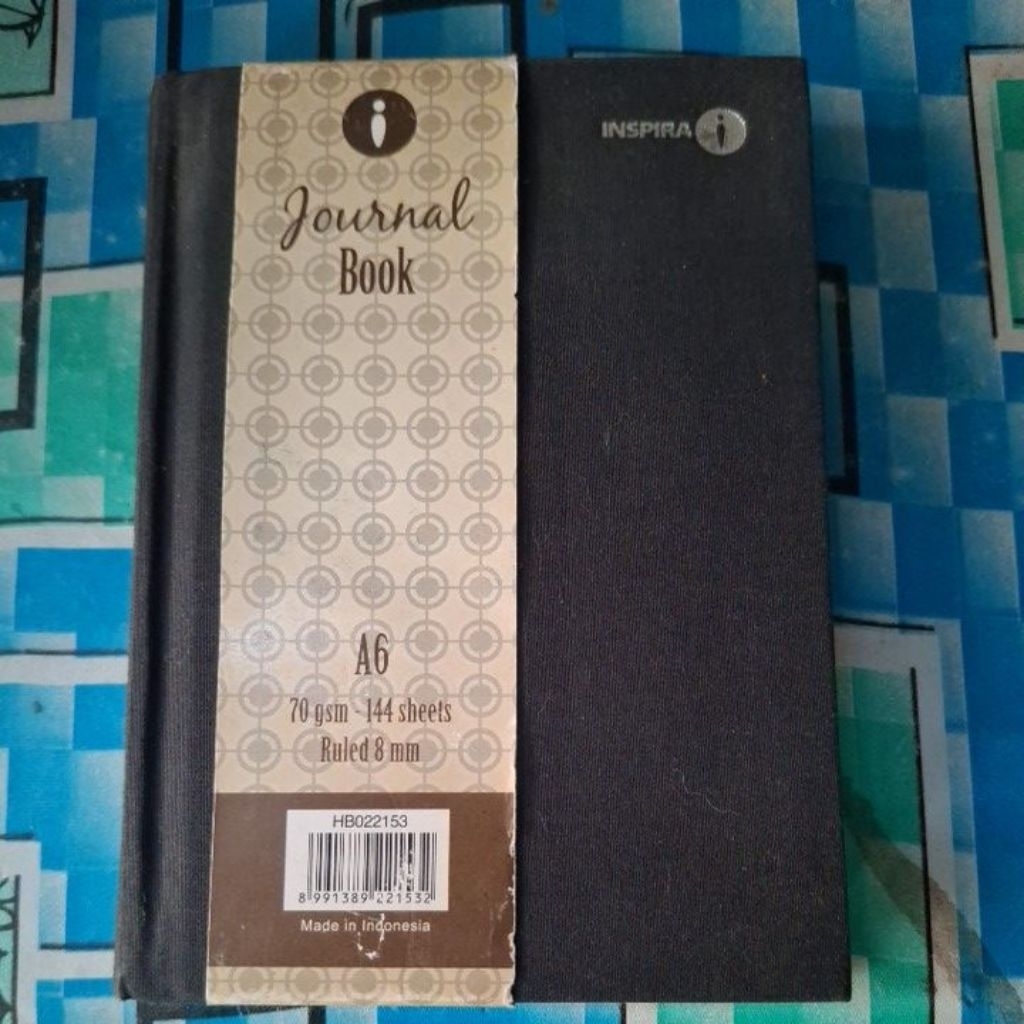 INSPIRA
Journal
Book
A6
70 gsm - 144 sheets
Ruled 8 mm
HB022153
8 991389 221532
Made in Indonesia